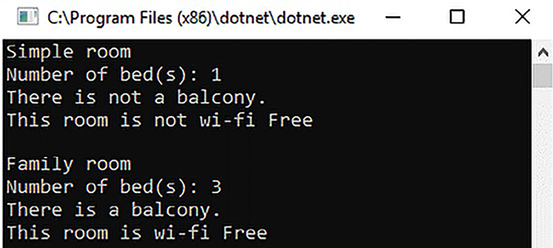 C:\Program Files (x86)\dotnet\dotnet.exe
Simple room
Number of bed(s): 1
There is not a balcony.
This room is not wi-fi Free
Family room
Number of bed(s): 3
There is a balcony.
This room is wi-fi Free